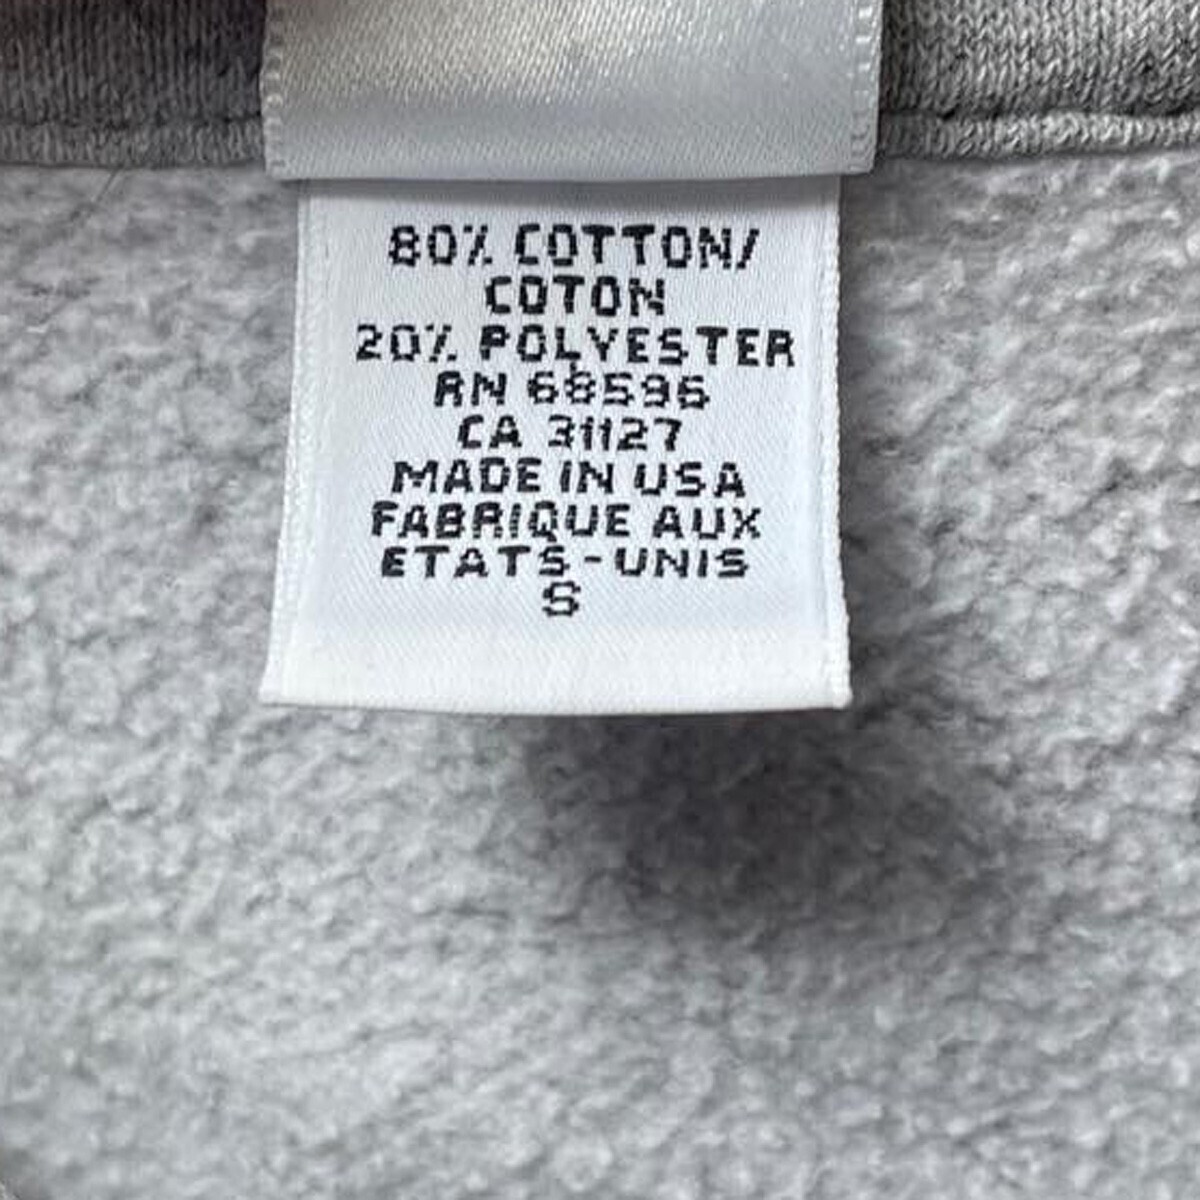 80% COTTON/
COTON
20% POLYESTER
RN 68596
CA 31127
MADE IN USA
FABRIQUE AUX
ETATS-UNIS
S